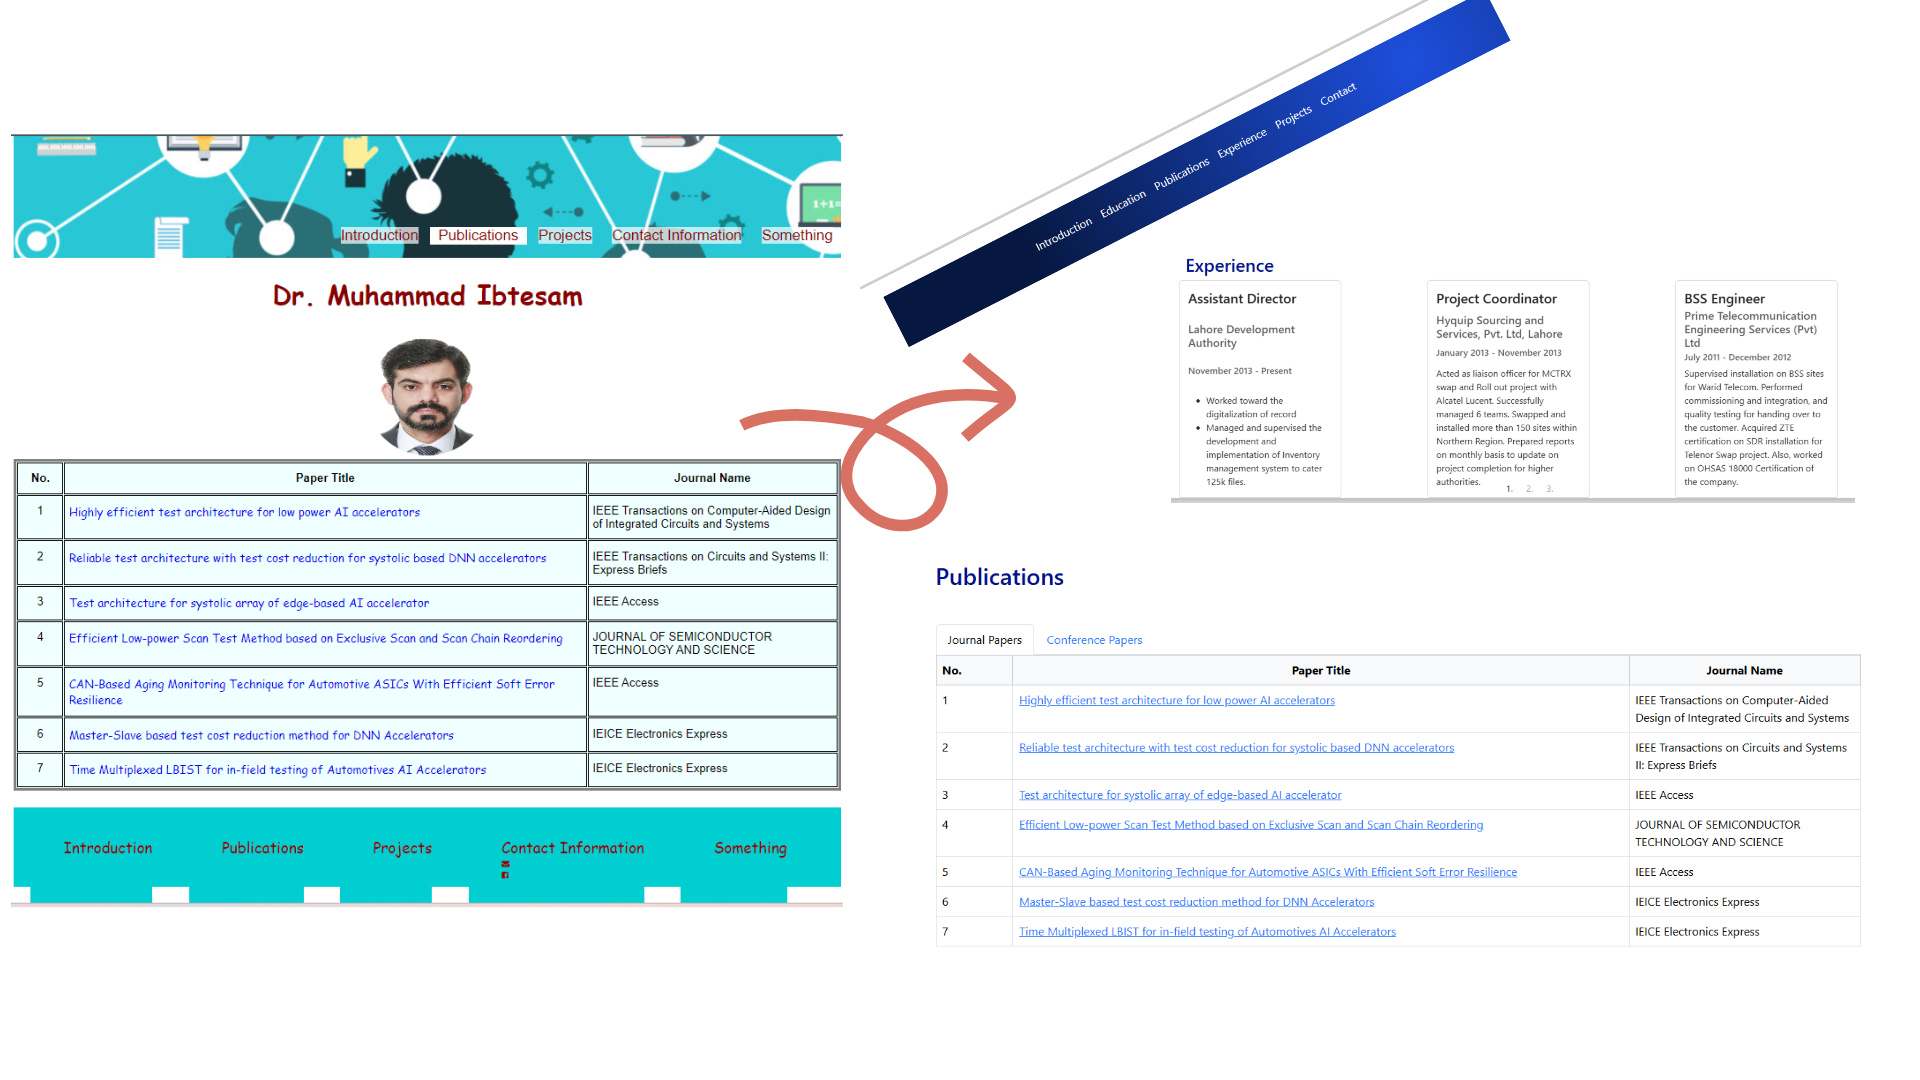 1+1=
Introduction Publications Projects Contact Information Something
Dr. Muhammad Ibtesam
No. Paper Title Journal Name
1 Highly efficient test architecture for low power AI accelerators IEEE Transactions on Computer-Aided Design
of Integrated Circuits and Systems
2 Reliable test architecture with test cost reduction for systolic based DNN accelerators IEEE Transactions on Circuits and Systems II:
Express Briefs
3 Test architecture for systolic array of edge-based AI accelerator IEEE Access
4 Efficient Low-power Scan Test Method based on Exclusive Scan and Scan Chain Reordering JOURNAL OF SEMICONDUCTOR
TECHNOLOGY AND SCIENCE
5 CAN-Based Aging Monitoring Technique for Automotive ASICs With Efficient Soft Error IEEE Access
Resilience
6 Master-Slave based test cost reduction method for DNN Accelerators IEICE Electronics Express
7 Time Multiplexed LBIST for in-field testing of Automotives AI Accelerators IEICE Electronics Express
Introduction Publications Projects Contact Information Something
Introduction Education Publications Experience Projects Contact
Experience
Assistant Director
Lahore Development
Authority
November 2013 - Present
• Worked toward the
digitalization of record
• Managed and supervised the
development and
implementation of Inventory
management system to cater
125k files.
Project Coordinator
Hyquip Sourcing and
Services, Pvt. Ltd, Lahore
January 2013 - November 2013
Acted as liaison officer for MCTRX
swap and Roll out project with
Alcatel Lucent. Successfully
managed 6 teams. Swapped and
installed more than 150 sites within
Northern Region. Prepared reports
on monthly basis to update on
project completion for higher
authorities.
1. 2. 3.
BSS Engineer
Prime Telecommunication
Engineering Services (Pvt)
Ltd
July 2011 - December 2012
Supervised installation on BSS sites
for Warid Telecom. Performed
commissioning and integration, and
quality testing for handing over to
the customer. Acquired ZTE
certification on SDR installation for
Telenor Swap project. Also, worked
on OHSAS 18000 Certification of
the company.
Publications
Journal Papers Conference Papers
No. Paper Title Journal Name
1 Highly efficient test architecture for low power AI accelerators IEEE Transactions on Computer-Aided
Design of Integrated Circuits and Systems
2 Reliable test architecture with test cost reduction for systolic based DNN accelerators IEEE Transactions on Circuits and Systems
II: Express Briefs
3 Test architecture for systolic array of edge-based AI accelerator IEEE Access
4 Efficient Low-power Scan Test Method based on Exclusive Scan and Scan Chain Reordering JOURNAL OF SEMICONDUCTOR
TECHNOLOGY AND SCIENCE
5 CAN-Based Aging Monitoring Technique for Automotive ASICs With Efficient Soft Error Resilience IEEE Access
6 Master-Slave based test cost reduction method for DNN Accelerators IEICE Electronics Express
7 Time Multiplexed LBIST for in-field testing of Automotives AI Accelerators IEICE Electronics Express